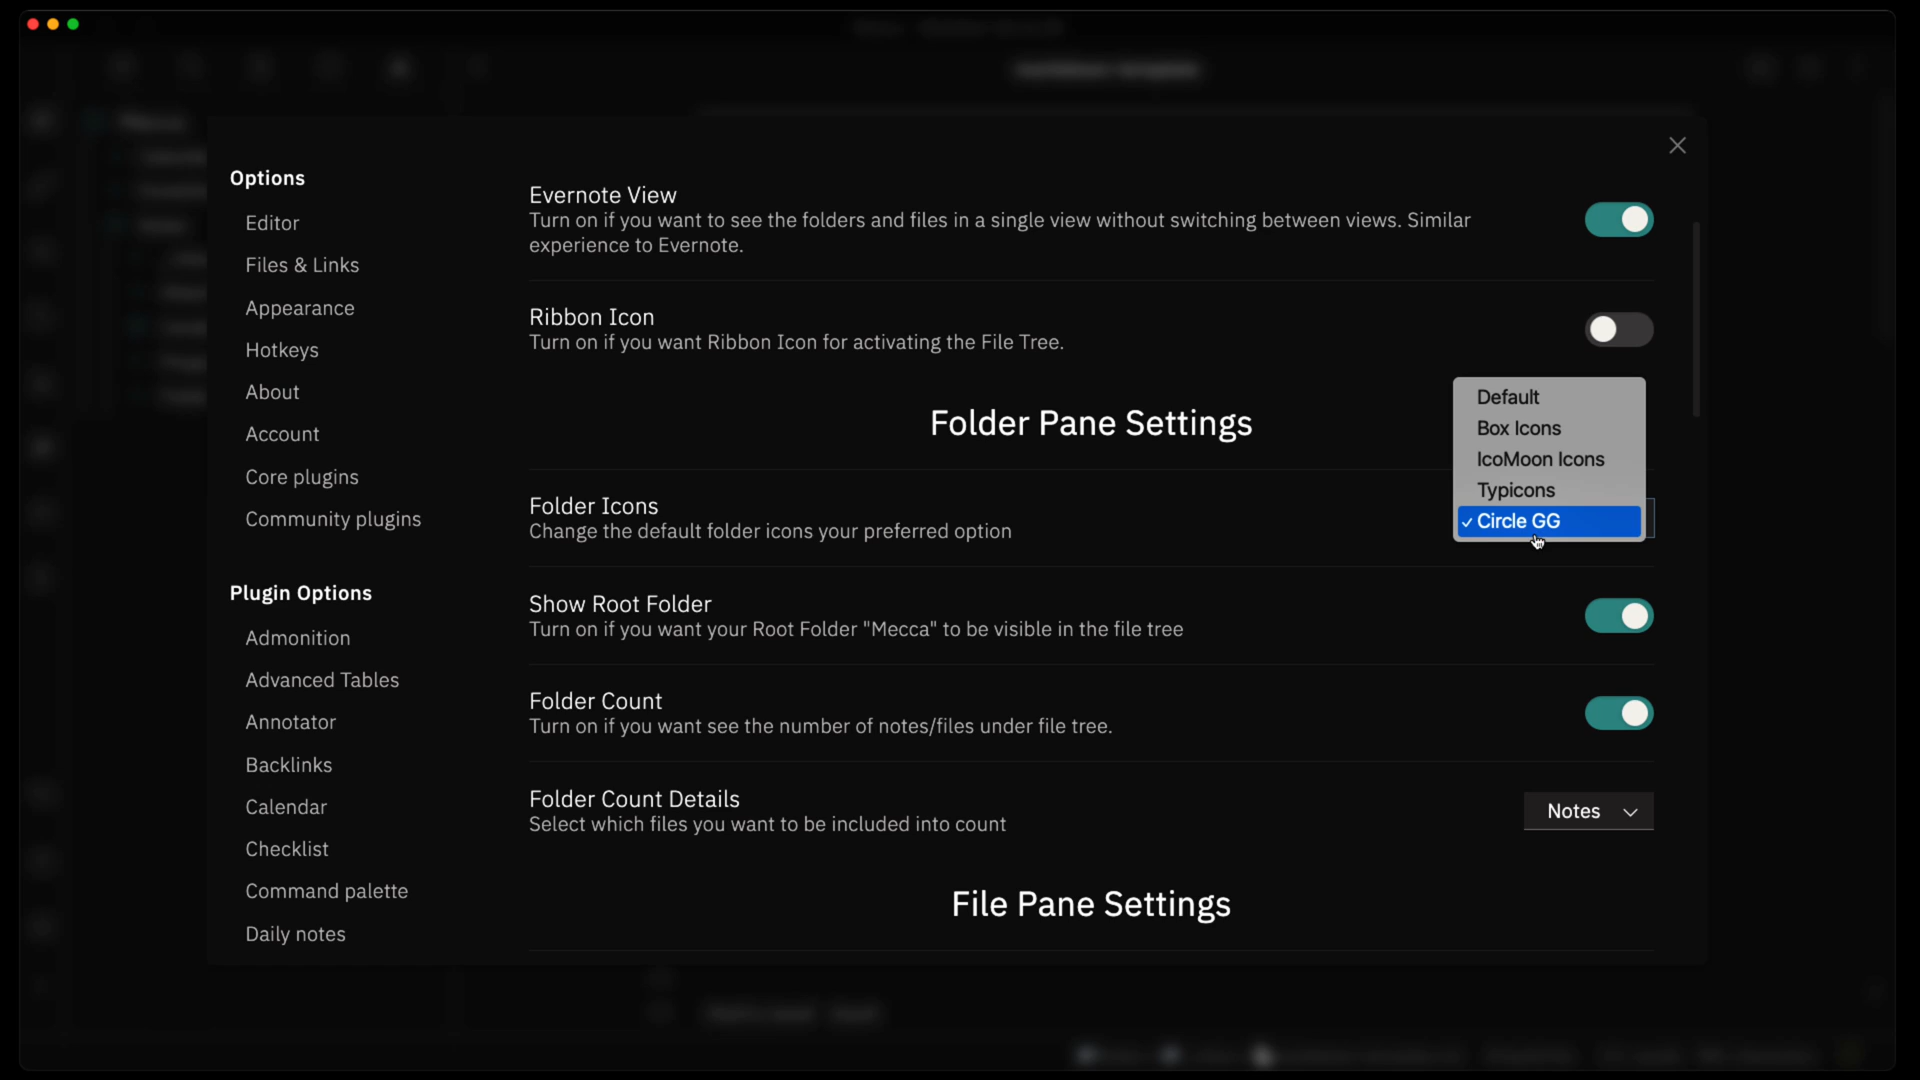 Options
Editor
Files & Links
Appearance
Hotkeys
About
Account
Core plugins
Community plugins
Plugin Options
Admonition
Advanced Tables
Annotator
Backlinks
Calendar
Checklist
Command palette
Daily notes
Evernote View
Turn on if you want to see the folders and files in a single view without switching between views. Similar
experience to Evernote.
Ribbon Icon
Turn on if you want Ribbon Icon for activating the File Tree.
Folder Pane Settings
Folder Icons
Change the default folder icons your preferred option
Default
Box Icons
IcoMoon Icons
Typicons
✓ Circle GG
Show Root Folder
Turn on if you want your Root Folder "Mecca" to be visible in the file tree
Folder Count
Turn on if you want see the number of notes/files under file tree.
Folder Count Details
Select which files you want to be included into count
Notes
File Pane Settings